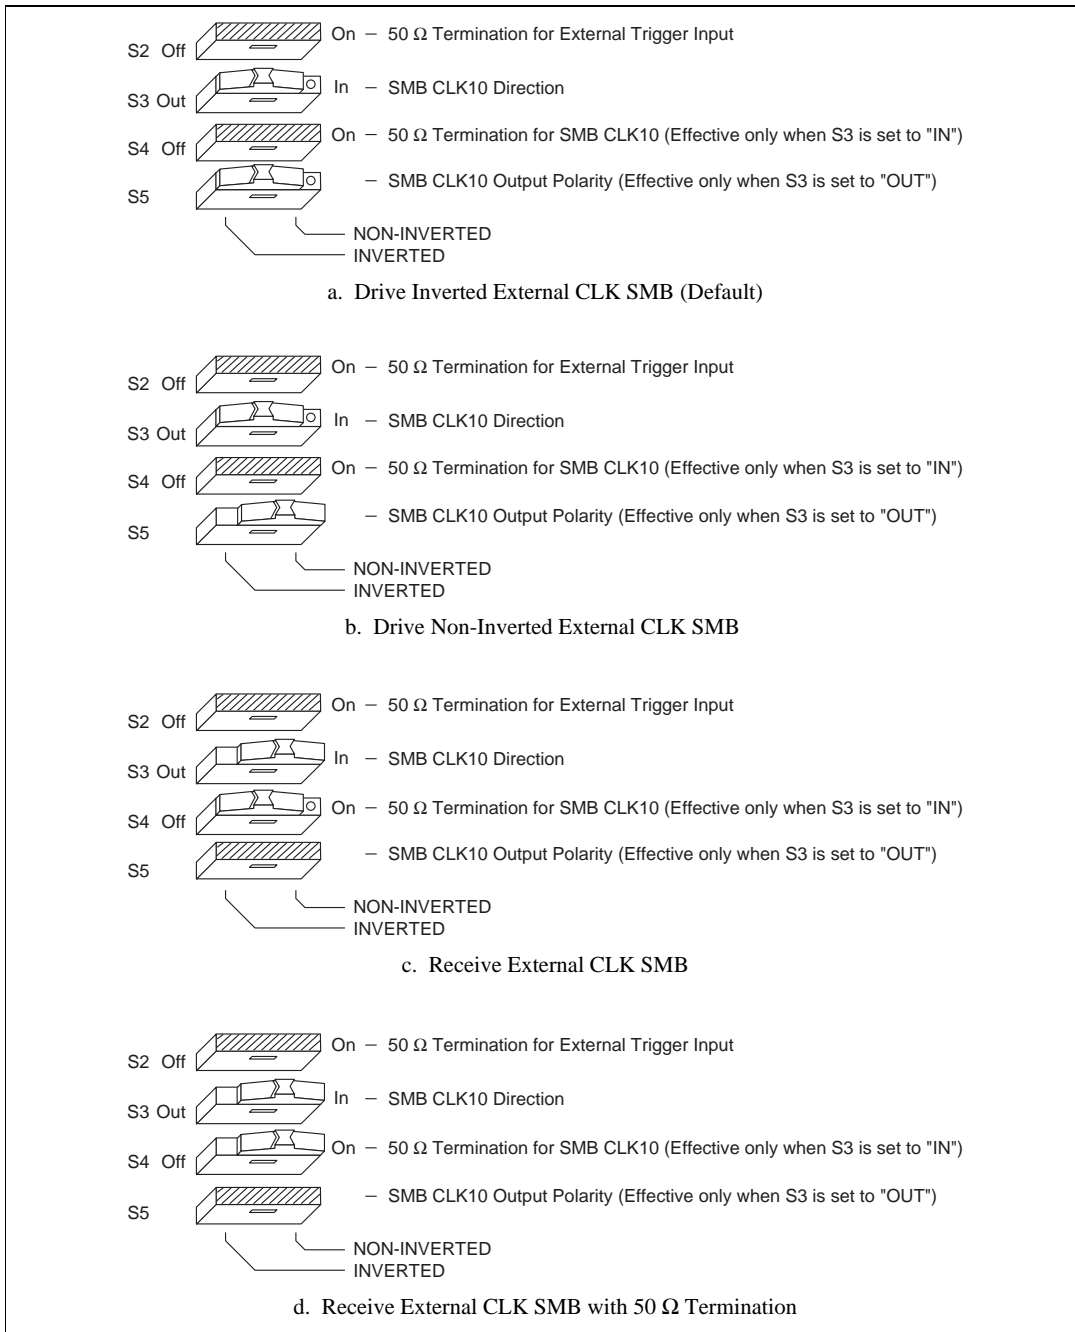 S2 Off On – 50 Ω Termination for External Trigger Input
S3 Out In – SMB CLK10 Direction
S4 Off On – 50 Ω Termination for SMB CLK10 (Effective only when S3 is set to "IN")
S5 – SMB CLK10 Output Polarity (Effective only when S3 is set to "OUT")
NON-INVERTED
INVERTED
a. Drive Inverted External CLK SMB (Default)
S2 Off On – 50 Ω Termination for External Trigger Input
S3 Out In – SMB CLK10 Direction
S4 Off On – 50 Ω Termination for SMB CLK10 (Effective only when S3 is set to "IN")
S5 – SMB CLK10 Output Polarity (Effective only when S3 is set to "OUT")
NON-INVERTED
INVERTED
b. Drive Non-Inverted External CLK SMB
S2 Off On – 50 Ω Termination for External Trigger Input
S3 Out In – SMB CLK10 Direction
S4 Off On – 50 Ω Termination for SMB CLK10 (Effective only when S3 is set to "IN")
S5 – SMB CLK10 Output Polarity (Effective only when S3 is set to "OUT")
NON-INVERTED
INVERTED
c. Receive External CLK SMB
S2 Off On – 50 Ω Termination for External Trigger Input
S3 Out In – SMB CLK10 Direction
S4 Off On – 50 Ω Termination for SMB CLK10 (Effective only when S3 is set to "IN")
S5 – SMB CLK10 Output Polarity (Effective only when S3 is set to "OUT")
NON-INVERTED
INVERTED
d. Receive External CLK SMB with 50 Ω Termination